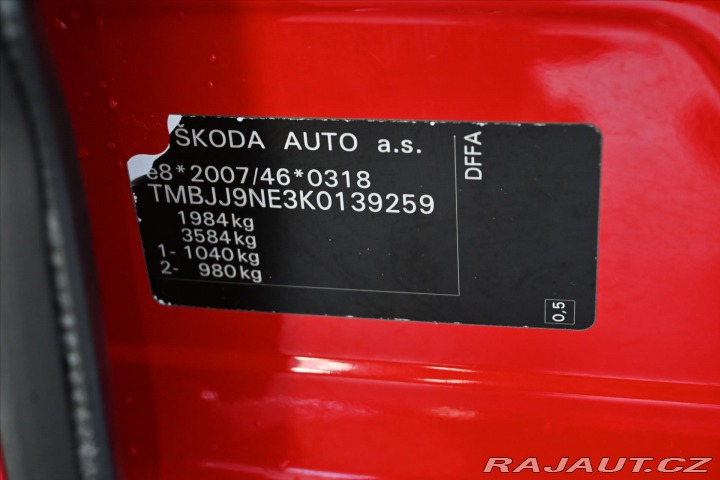 ŠKODA AUTO a.s.
e8*2007/46*0318
TMBJJ9NE3K0139259
1984kg
3584kg
1- 1040kg
2- 980kg
DFFA
0,5
RAJAUT.CZ